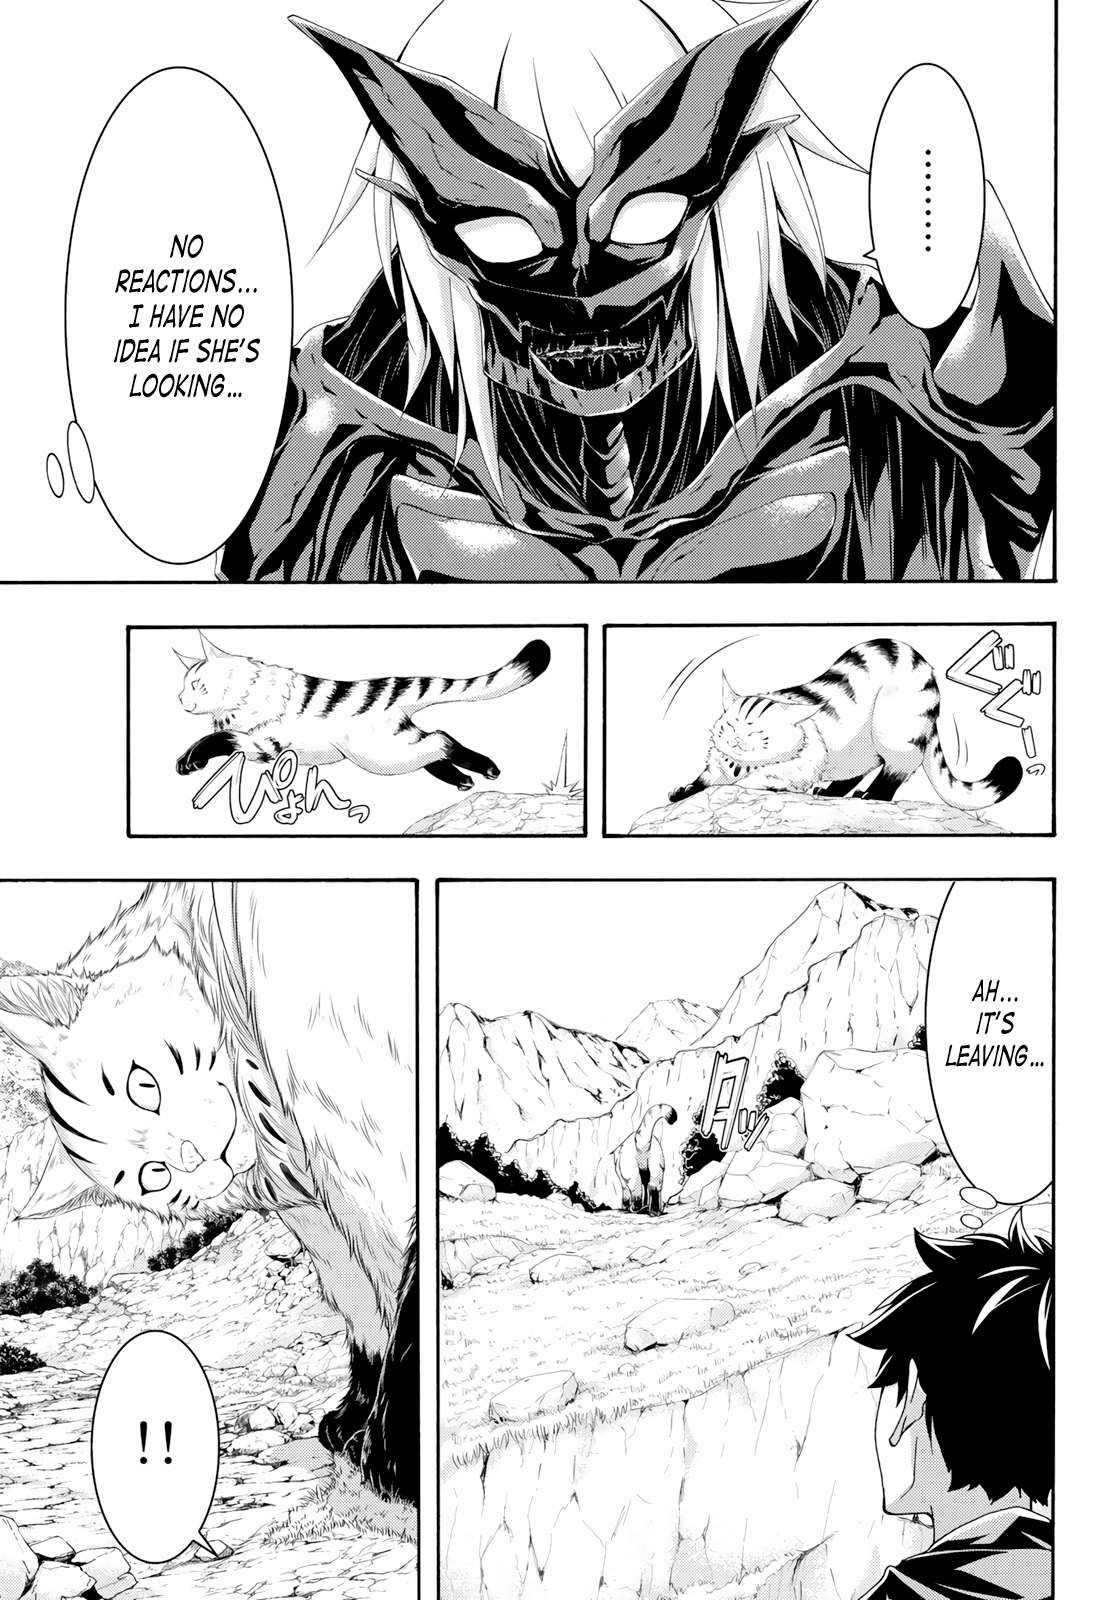 ………
NO
REACTIONS...
I HAVE NO
IDEA IF SHE'S
LOOKING...
ぐぐっ
ぴょんっ
AH...
IT'S
LEAVING...
タッ
!!